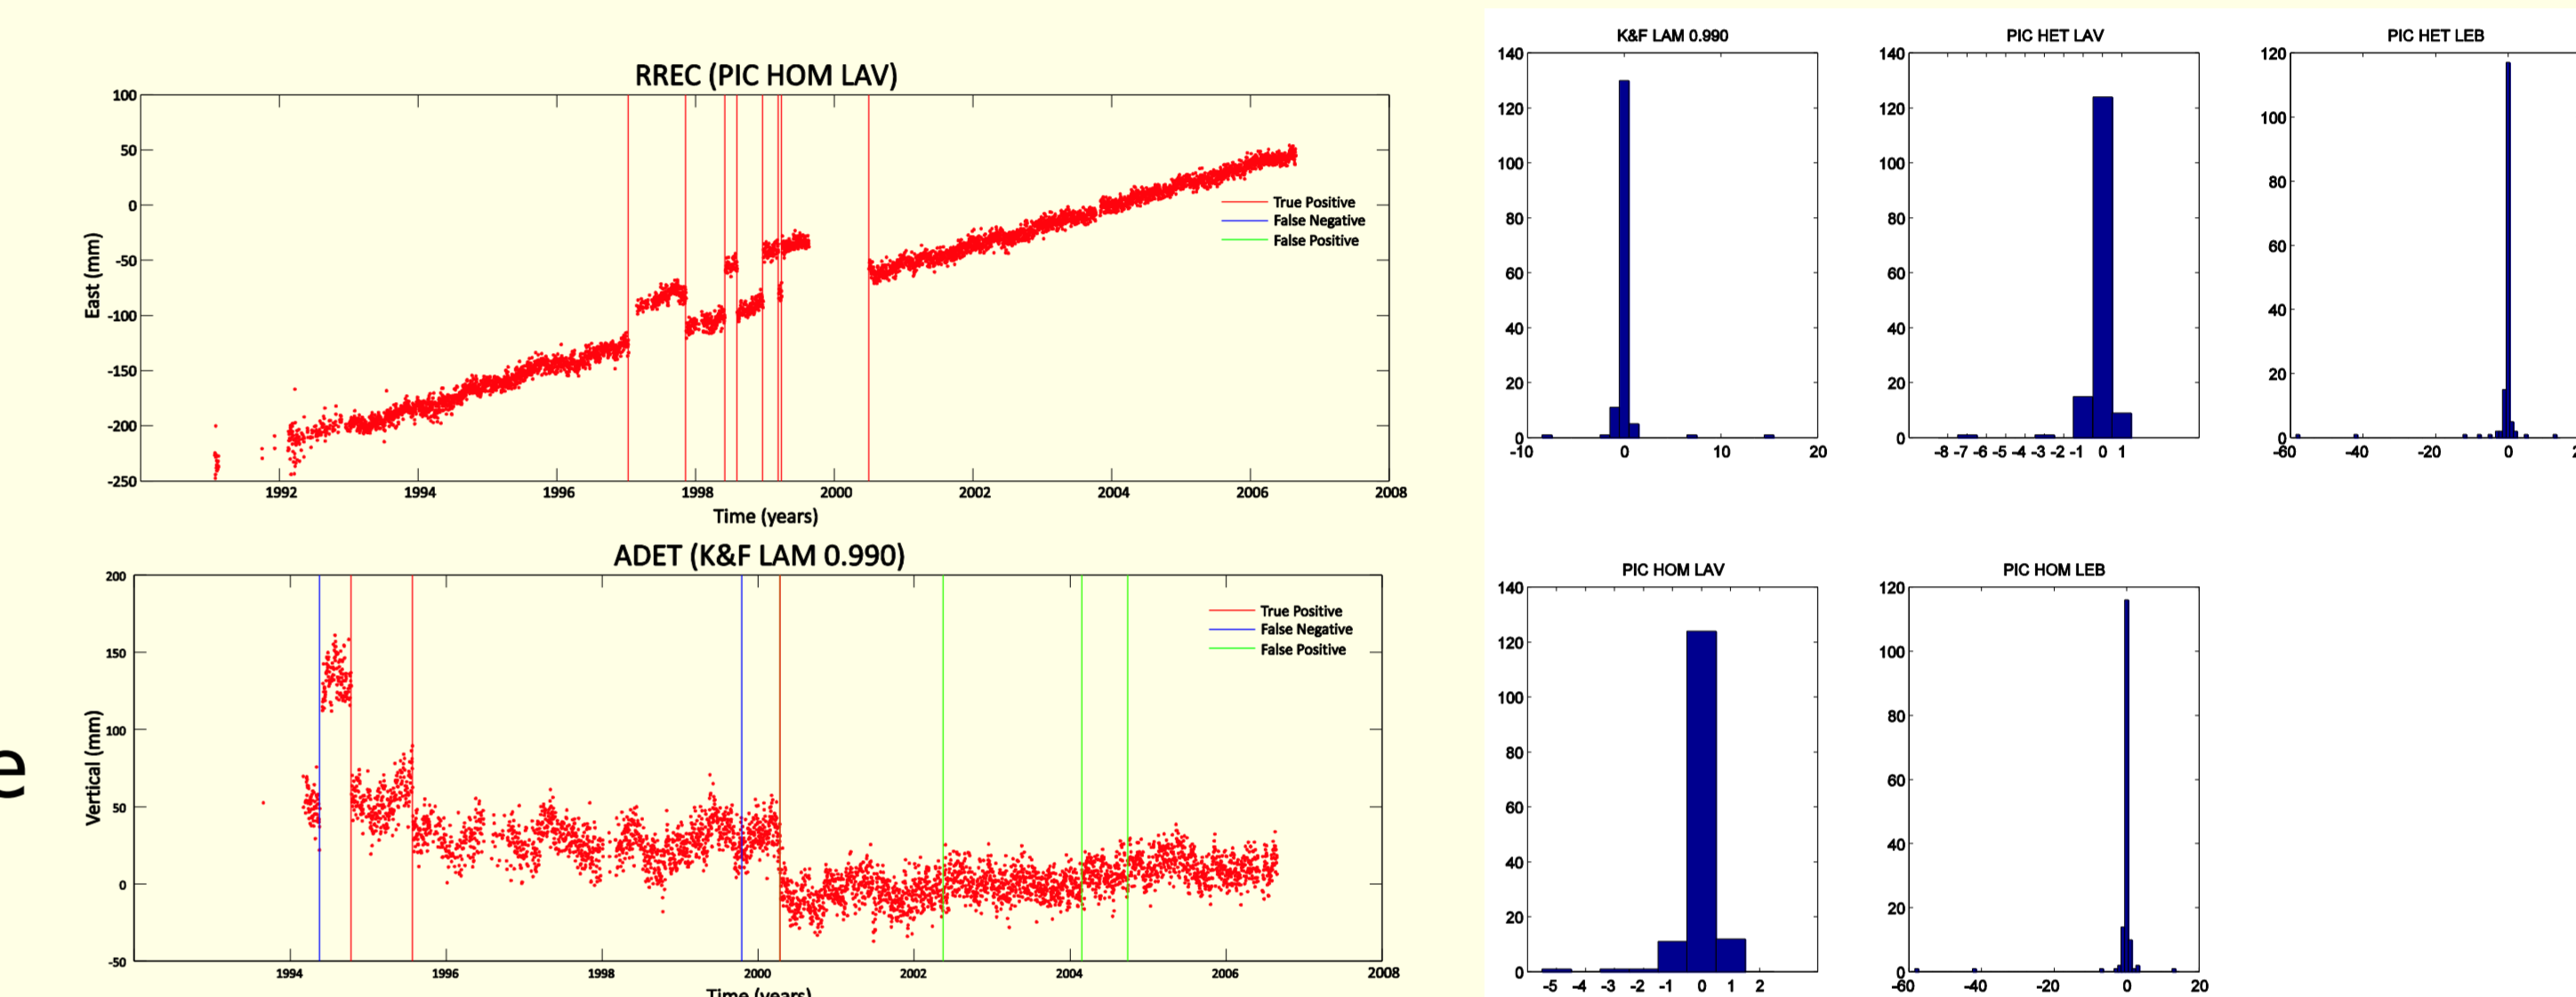 RREC (PIC HOM LAV)
100
50
0
-50
-100
-150
-200
-250
East (mm)
1992 1994 1996 1998 2000 2002 2004 2006 2008
Time (years)
True Positive
False Negative
False Positive
ADET (K&F LAM 0.990)
200
150
100
50
0
-50
Vertical (mm)
1994 1996 1998 2000 2002 2004 2006 2008
Time (years)
True Positive
False Negative
False Positive
e
K&F LAM 0.990
140
120
100
80
60
40
20
0
-10 0 10 20
PIC HET LAV
140
120
100
80
60
40
20
0
-8 -7 -6 -5 -4 -3 -2 -1 0 1
PIC HET LEB
120
100
80
60
40
20
0
-60 -40 -20 0
PIC HOM LAV
140
120
100
80
60
40
20
0
-5 -4 -3 -2 -1 0 1 2
PIC HOM LEB
120
100
80
60
40
20
0
-60 -40 -20 0 20